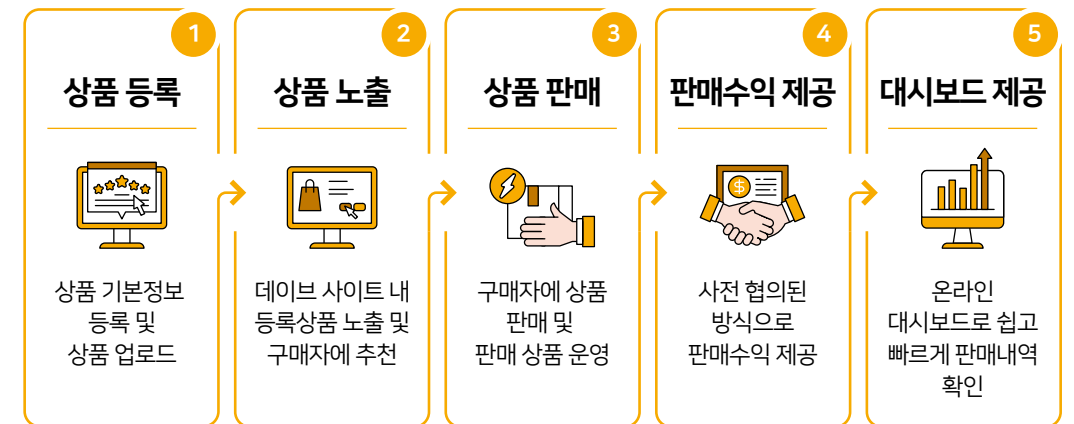 1
상품 등록
상품 기본정보
등록 및
상품 업로드
2
상품 노출
데이브 사이트 내
등록상품 노출 및
구매자에 추천
3
상품 판매
구매자에 상품
판매 및
판매 상품 운영
4
판매수익 제공
$
사전 협의된
방식으로
판매수익 제공
5
대시보드 제공
온라인
대시보드로 쉽고
빠르게 판매내역
확인